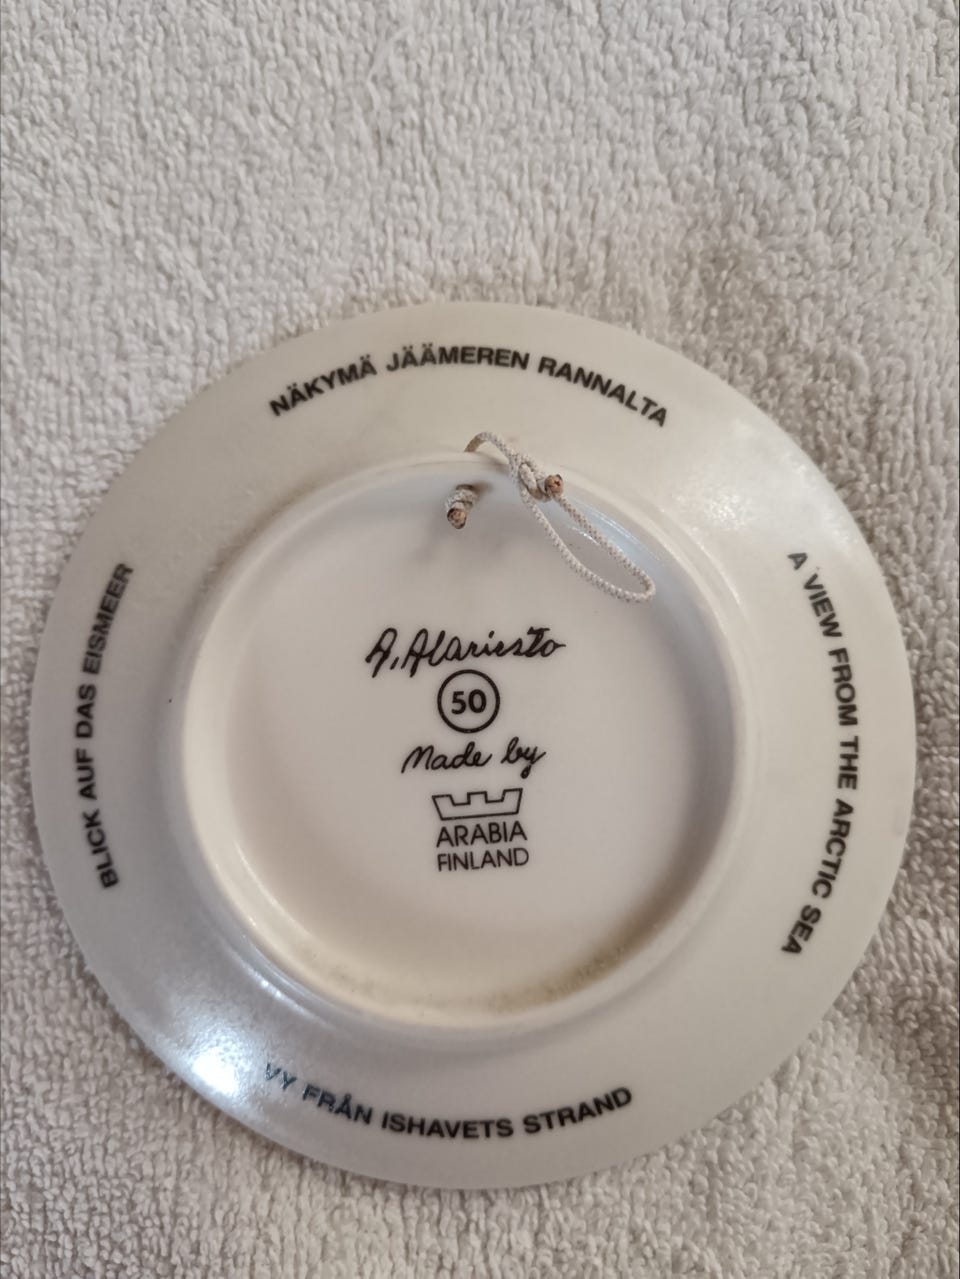 NÄKYMÄ JÄÄMEREN RANNALTA
A VIEW FROM THE ARCTIC SEA
VY FRÅN ISHAVETS STRAND
BLICK AUF DAS EISMEER
A. Alariesto
50
Made by
ARABIA
FINLAND